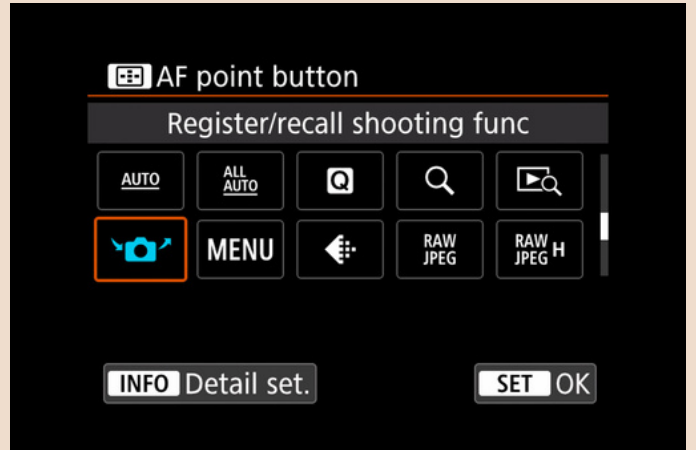 AF point button
Register/recall shooting func
AUTO ALL AUTO Q
MENU RAW JPEG RAW JPEG H
INFO Detail set. SET OK